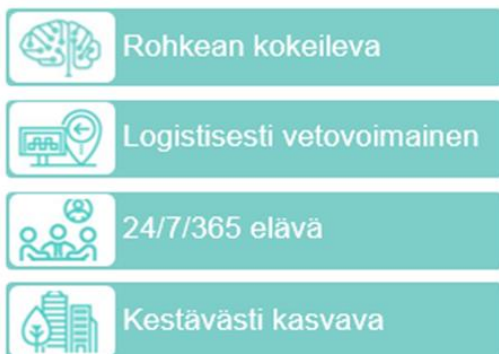 Rohkean kokeileva
Logistisesti vetovoimainen
24/7/365 elävä
Kestävästi kasvava